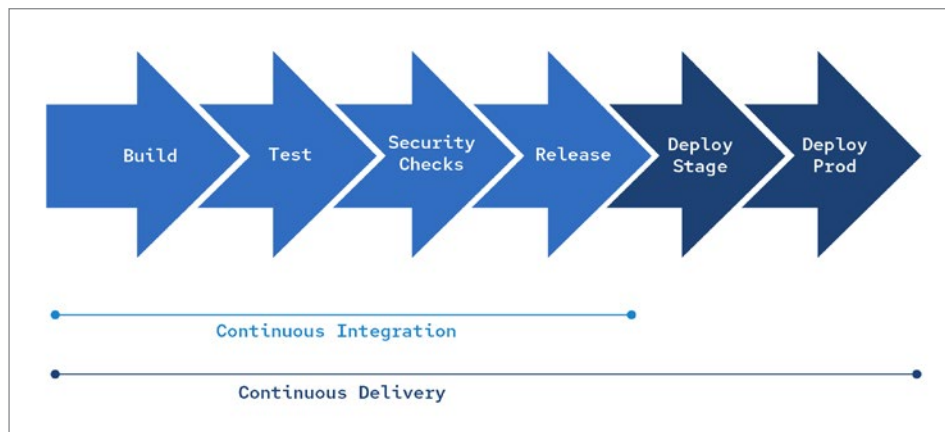 Build
Test
Security
Checks
Release
Deploy
Stage
Deploy
Prod
Continuous Integration
Continuous Delivery